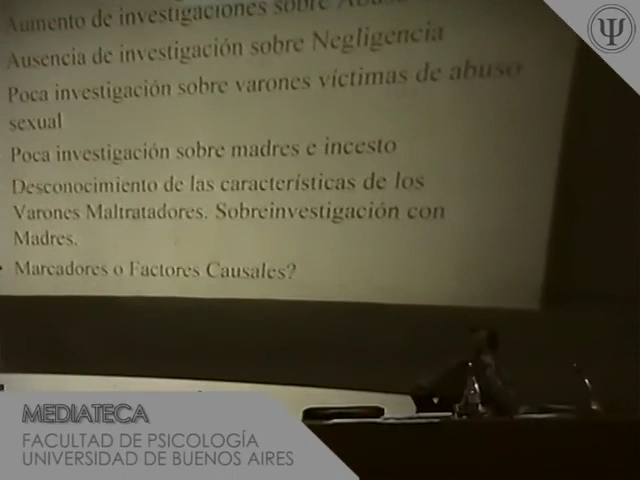 Aumento de investigaciones sobre Abuso
Ausencia de investigación sobre Negligencia
Poca investigación sobre varones víctimas de abuso
sexual
Poca investigación sobre madres e incesto
Desconocimiento de las características de los
Varones Maltratadores. Sobreinvestigación con
Madres.
Marcadores o Factores Causales?
MEDIATECA
FACULTAD DE PSICOLOGÍA
UNIVERSIDAD DE BUENOS AIRES